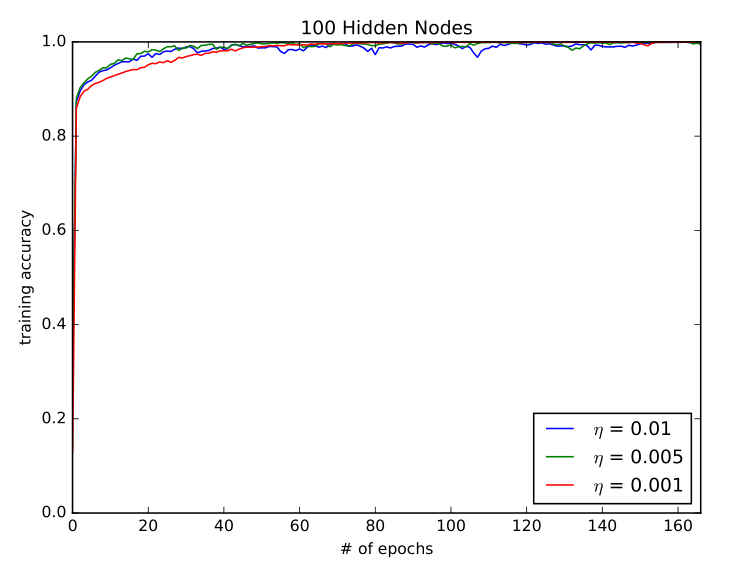 100 Hidden Nodes
1.0
0.8
0.6
0.4
0.2
0.0
training accuracy
0 20 40 60 80 100 120 140 160
# of epochs
η = 0.01
η = 0.005
η = 0.001